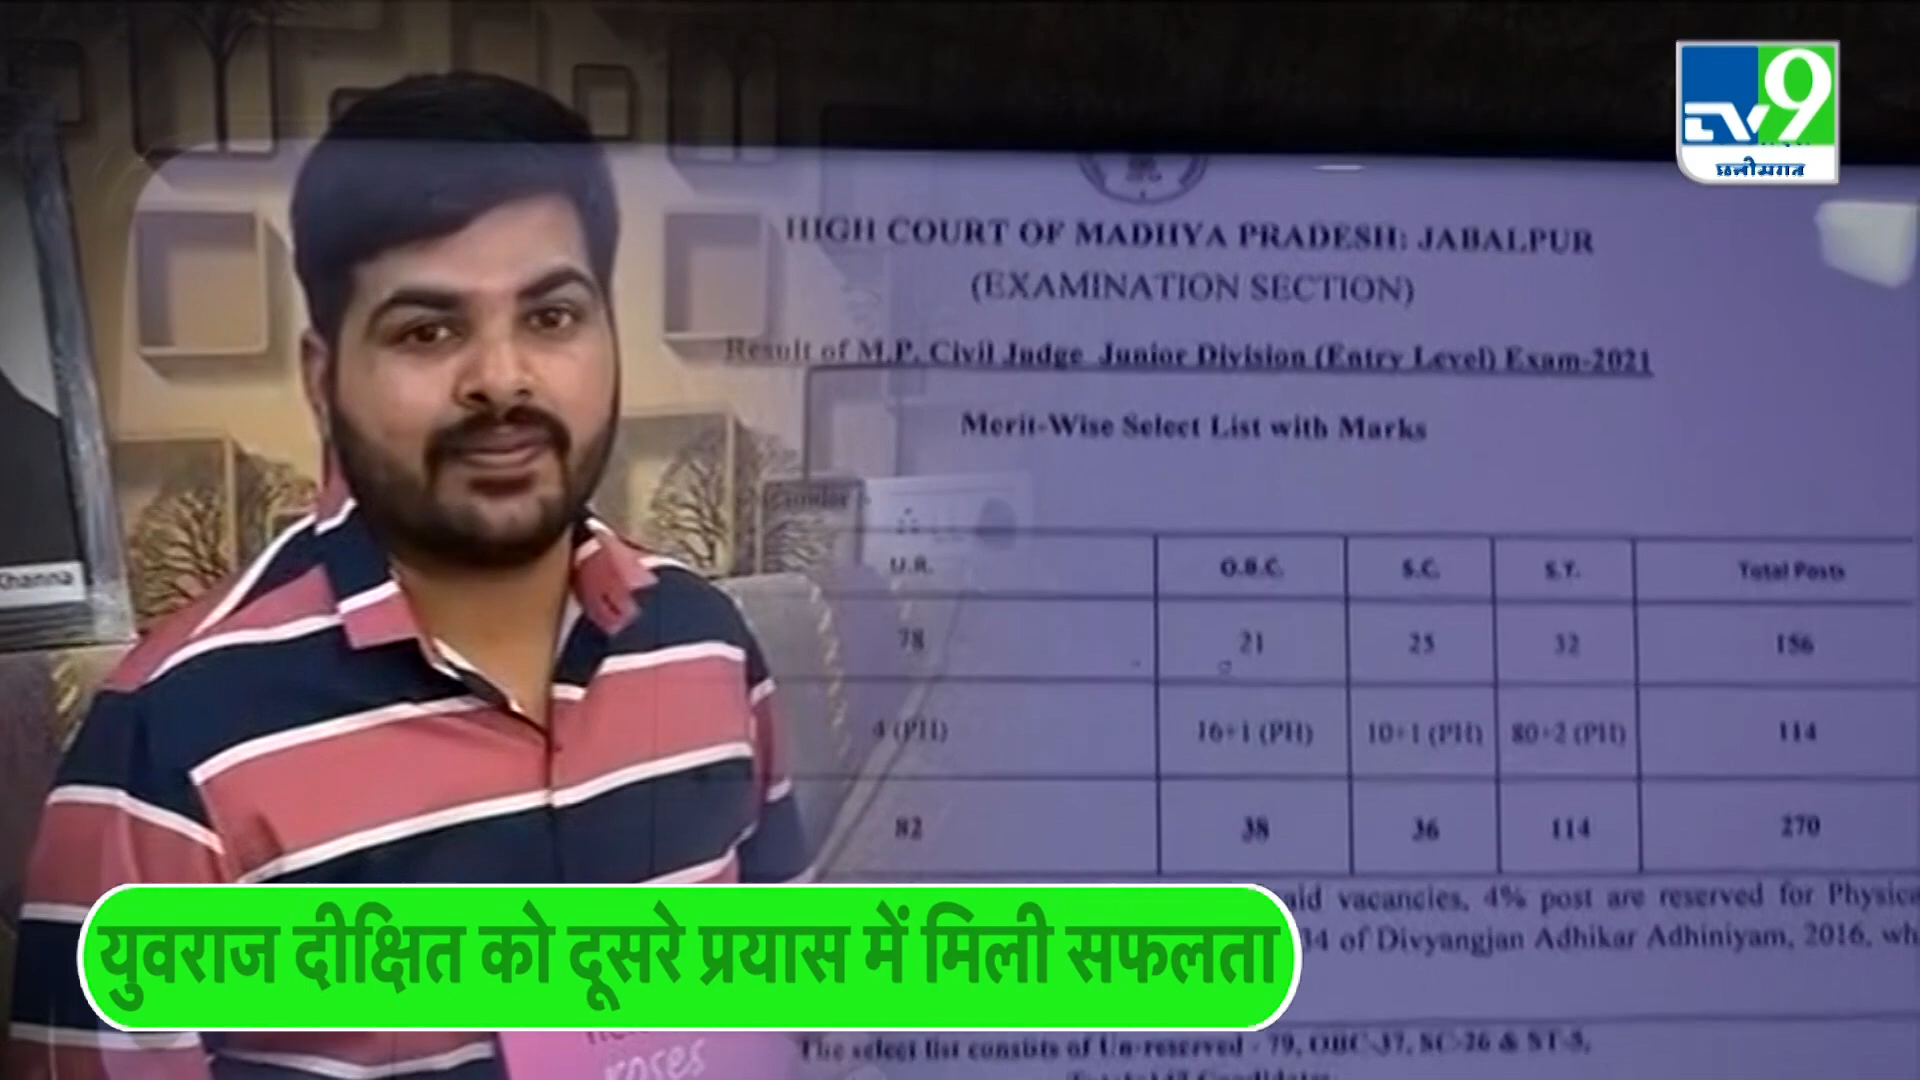 TV9
छत्तीसगढ़
HIGH COURT OF MADHYA PRADESH: JABALPUR
(EXAMINATION SECTION)
Result of M.P. Civil Judge Junior Division (Entry Level) Exam-2021
Merit-Wise Select List with Marks
U.R. O.B.C. S.C. S.T. Total Posts
78 21 25 32 156
4 (PH) 16+1 (PH) 10+1 (PH) 80+2 (PH) 114
82 38 36 114 270
Khanna
aid vacancies, 4% post are reserved for Physica
34 of Divyangjan Adhikar Adhiniyam, 2016, wh
युवराज दीक्षित को दूसरे प्रयास में मिली सफलता
roses
The select list consists of Un-reserved - 79, OBC-37, SC-26 & ST-5,